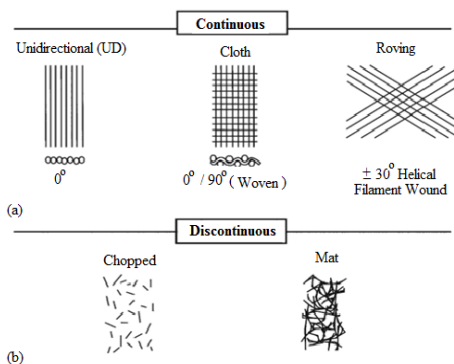 Continuous
Unidirectional (UD)
Cloth
Roving
0°
0° / 90° ( Woven )
± 30° Helical
Filament Wound
(a)
Discontinuous
Chopped
Mat
(b)